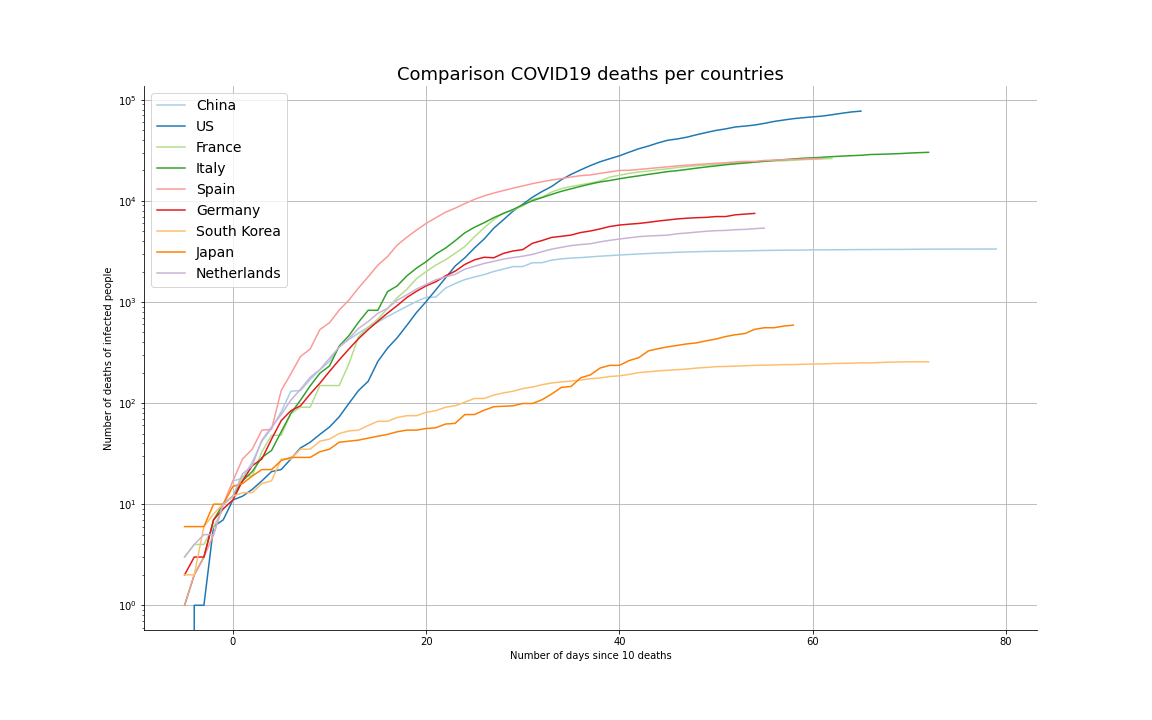 Comparison COVID19 deaths per countries
China
US
France
Italy
Spain
Germany
South Korea
Japan
Netherlands
10⁵
10⁴
10³
10²
10¹
10⁰
Number of deaths of infected people
0 20 40 60 80
Number of days since 10 deaths